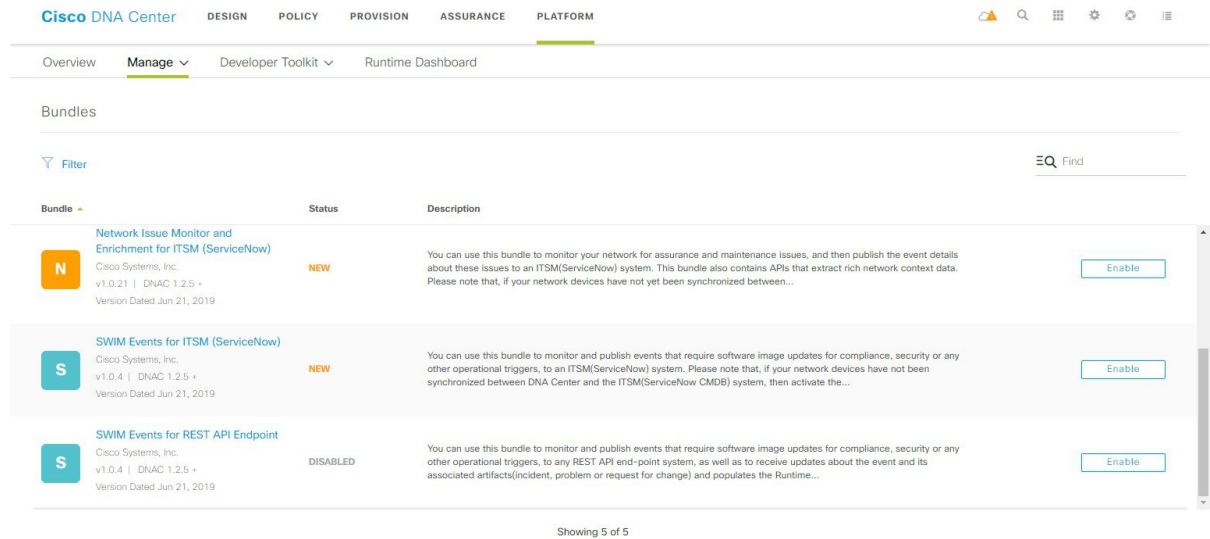 Cisco DNA Center DESIGN POLICY PROVISION ASSURANCE PLATFORM
Overview Manage Developer Toolkit Runtime Dashboard
Bundles
Filter
Find
Bundle Status Description
N
Network Issue Monitor and
Enrichment for ITSM (ServiceNow)
Cisco Systems, Inc.
v1.0.21 | DNAC 1.2.5 +
Version Dated Jun 21, 2019
NEW
You can use this bundle to monitor your network for assurance and maintenance issues, and then publish the event details
about these issues to an ITSM(ServiceNow) system. This bundle also contains APIs that extract rich network context data.
Please note that, if your network devices have not yet been synchronized between...
Enable
S
SWIM Events for ITSM (ServiceNow)
Cisco Systems, Inc.
v1.0.4 | DNAC 1.2.5 +
Version Dated Jun 21, 2019
NEW
You can use this bundle to monitor and publish events that require software image updates for compliance, security or any
other operational triggers, to an ITSM(ServiceNow) system. Please note that, if your network devices have not been
synchronized between DNA Center and the ITSM(ServiceNow CMDB) system, then activate the...
Enable
S
SWIM Events for REST API Endpoint
Cisco Systems, Inc.
v1.0.4 | DNAC 1.2.5 +
Version Dated Jun 21, 2019
DISABLED
You can use this bundle to monitor and publish events that require software image updates for compliance, security or any
other operational triggers, to any REST API end-point system, as well as to receive updates about the event and its
associated artifacts(incident, problem or request for change) and populates the Runtime...
Enable
Showing 5 of 5